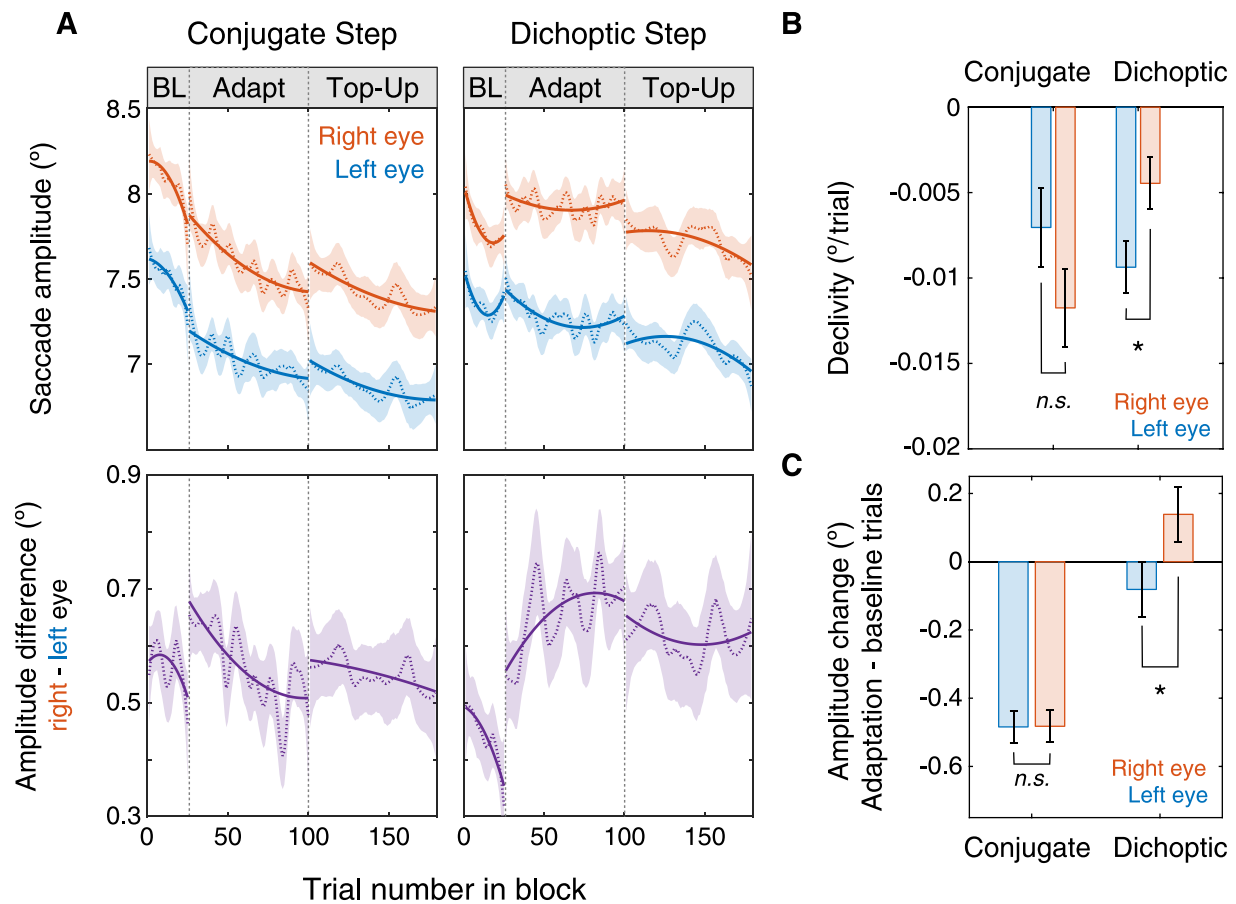 A
Conjugate Step
Dichoptic Step
BL
Adapt
Top-Up
BL
Adapt
Top-Up
Saccade amplitude (º)
8.5
8
7.5
7
Right eye
Left eye
Amplitude difference (º)
right - left eye
0.9
0.7
0.5
0.3
0
50
100
150
0
50
100
150
Trial number in block
B
Conjugate
Dichoptic
Declivity (º/trial)
0
-0.005
-0.01
-0.015
-0.02
n.s.
*
Right eye
Left eye
C
Amplitude change (º)
Adaptation - baseline trials
0.2
0
-0.2
-0.4
-0.6
n.s.
*
Right eye
Left eye
Conjugate
Dichoptic